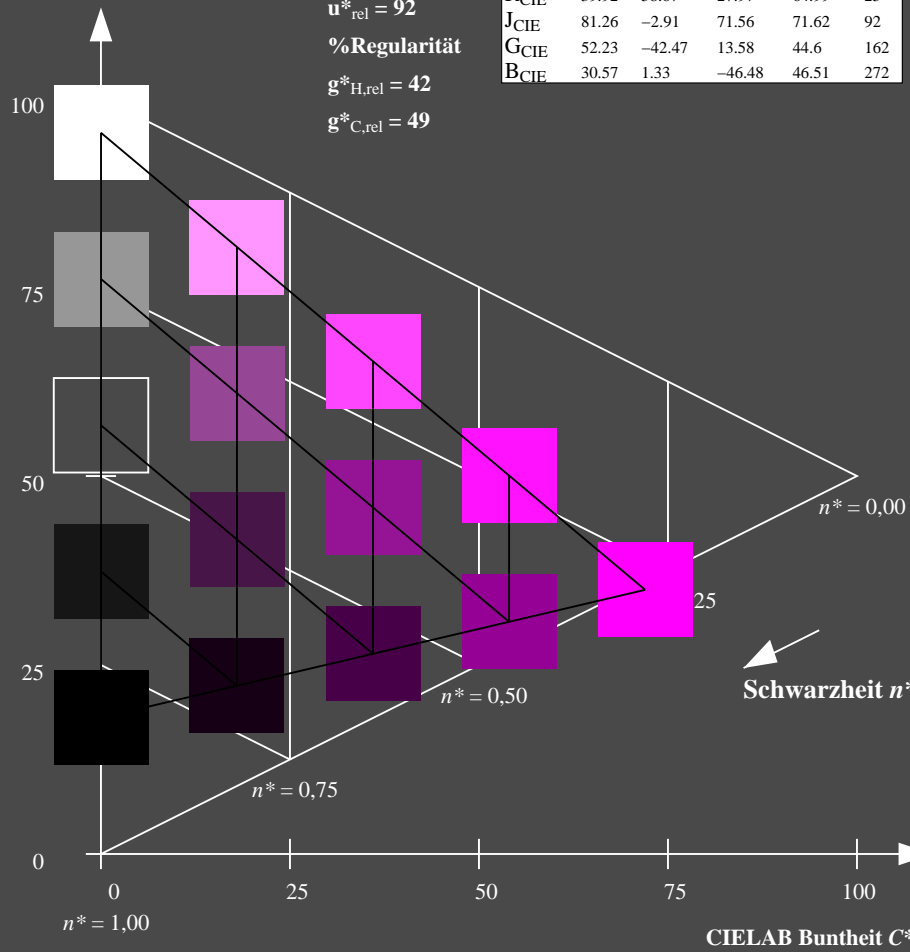 u*rel = 92
%Regularität
g*H,rel = 42
g*C,rel = 49
JCIE 81.26 −2.91 71.56 71.62 92
GCIE 52.23 −42.47 13.58 44.6 162
BCIE 30.57 1.33 −46.48 46.51 272
100
75
50
n* = 0,00
25
25
Schwarzheit n*
n* = 0,50
n* = 0,75
0
0 25 50 75 100
n* = 1,00
CIELAB Buntheit C*